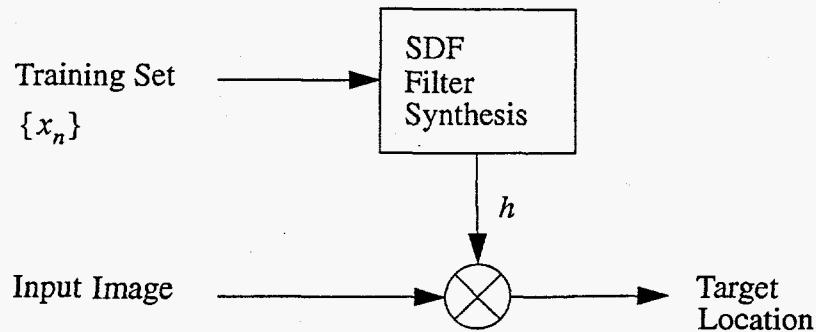 SDF
Filter
Synthesis
Training Set
{x_n}
h
Input Image
Target
Location